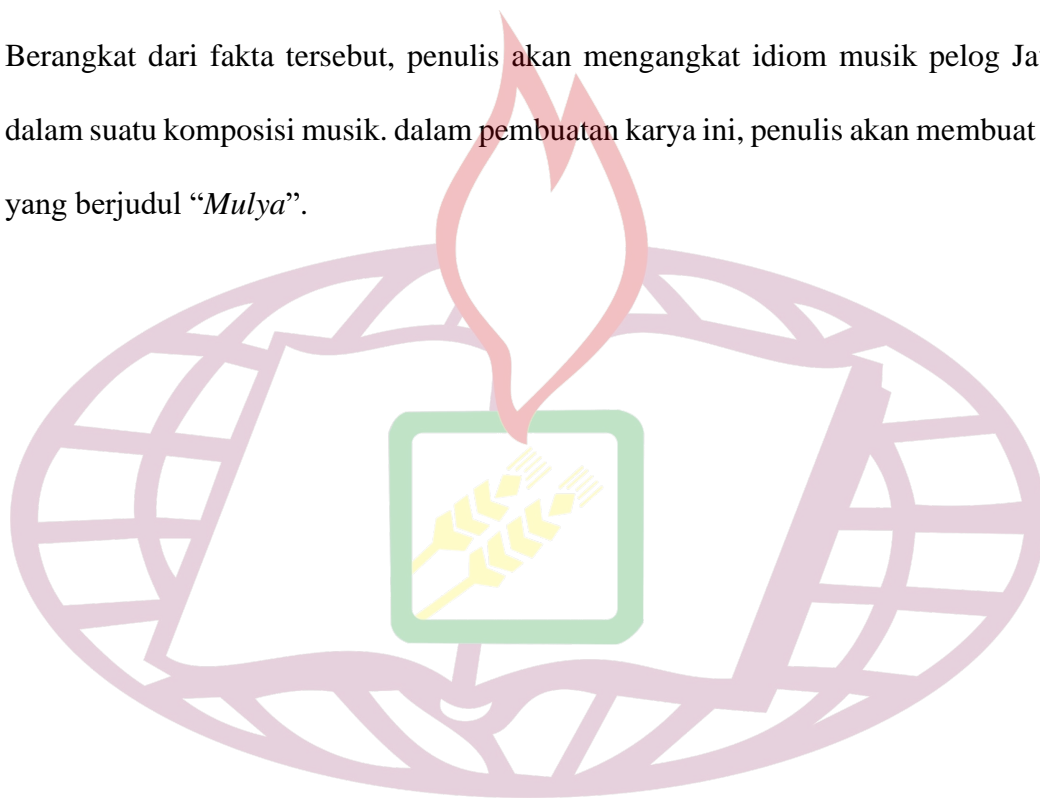 Berangkat dari fakta tersebut, penulis akan mengangkat idiom musik pelog
dalam suatu komposisi musik. dalam pembuatan karya ini, penulis akan membuat
yang berjudul “Mulya”.